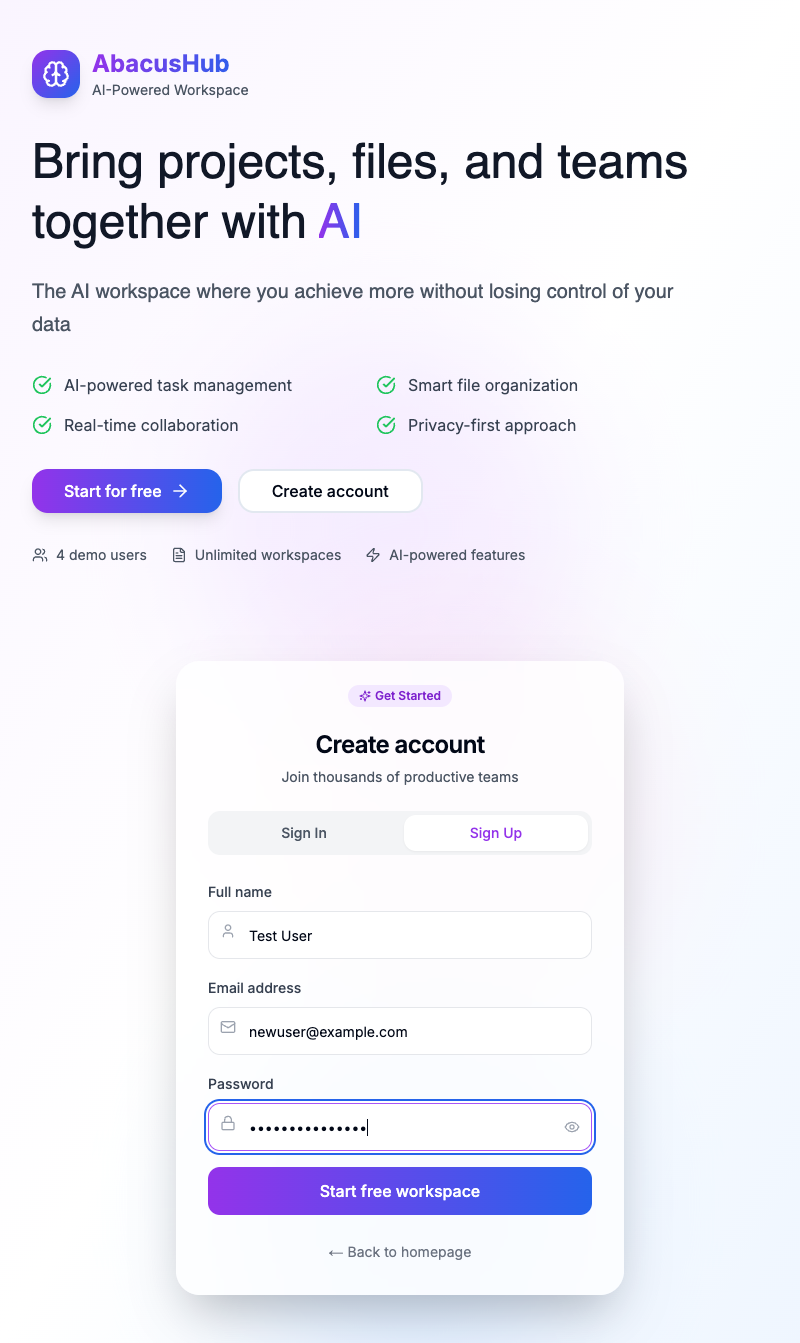 AbacusHub
AI-Powered Workspace
Bring projects, files, and teams
together with AI
The AI workspace where you achieve more without losing control of your
data
AI-powered task management
Smart file organization
Real-time collaboration
Privacy-first approach
Start for free →
Create account
4 demo users
Unlimited workspaces
AI-powered features
Get Started
Create account
Join thousands of productive teams
Sign In
Sign Up
Full name
Test User
Email address
newuser@example.com
Password
•••••••••••••••
Start free workspace
← Back to homepage